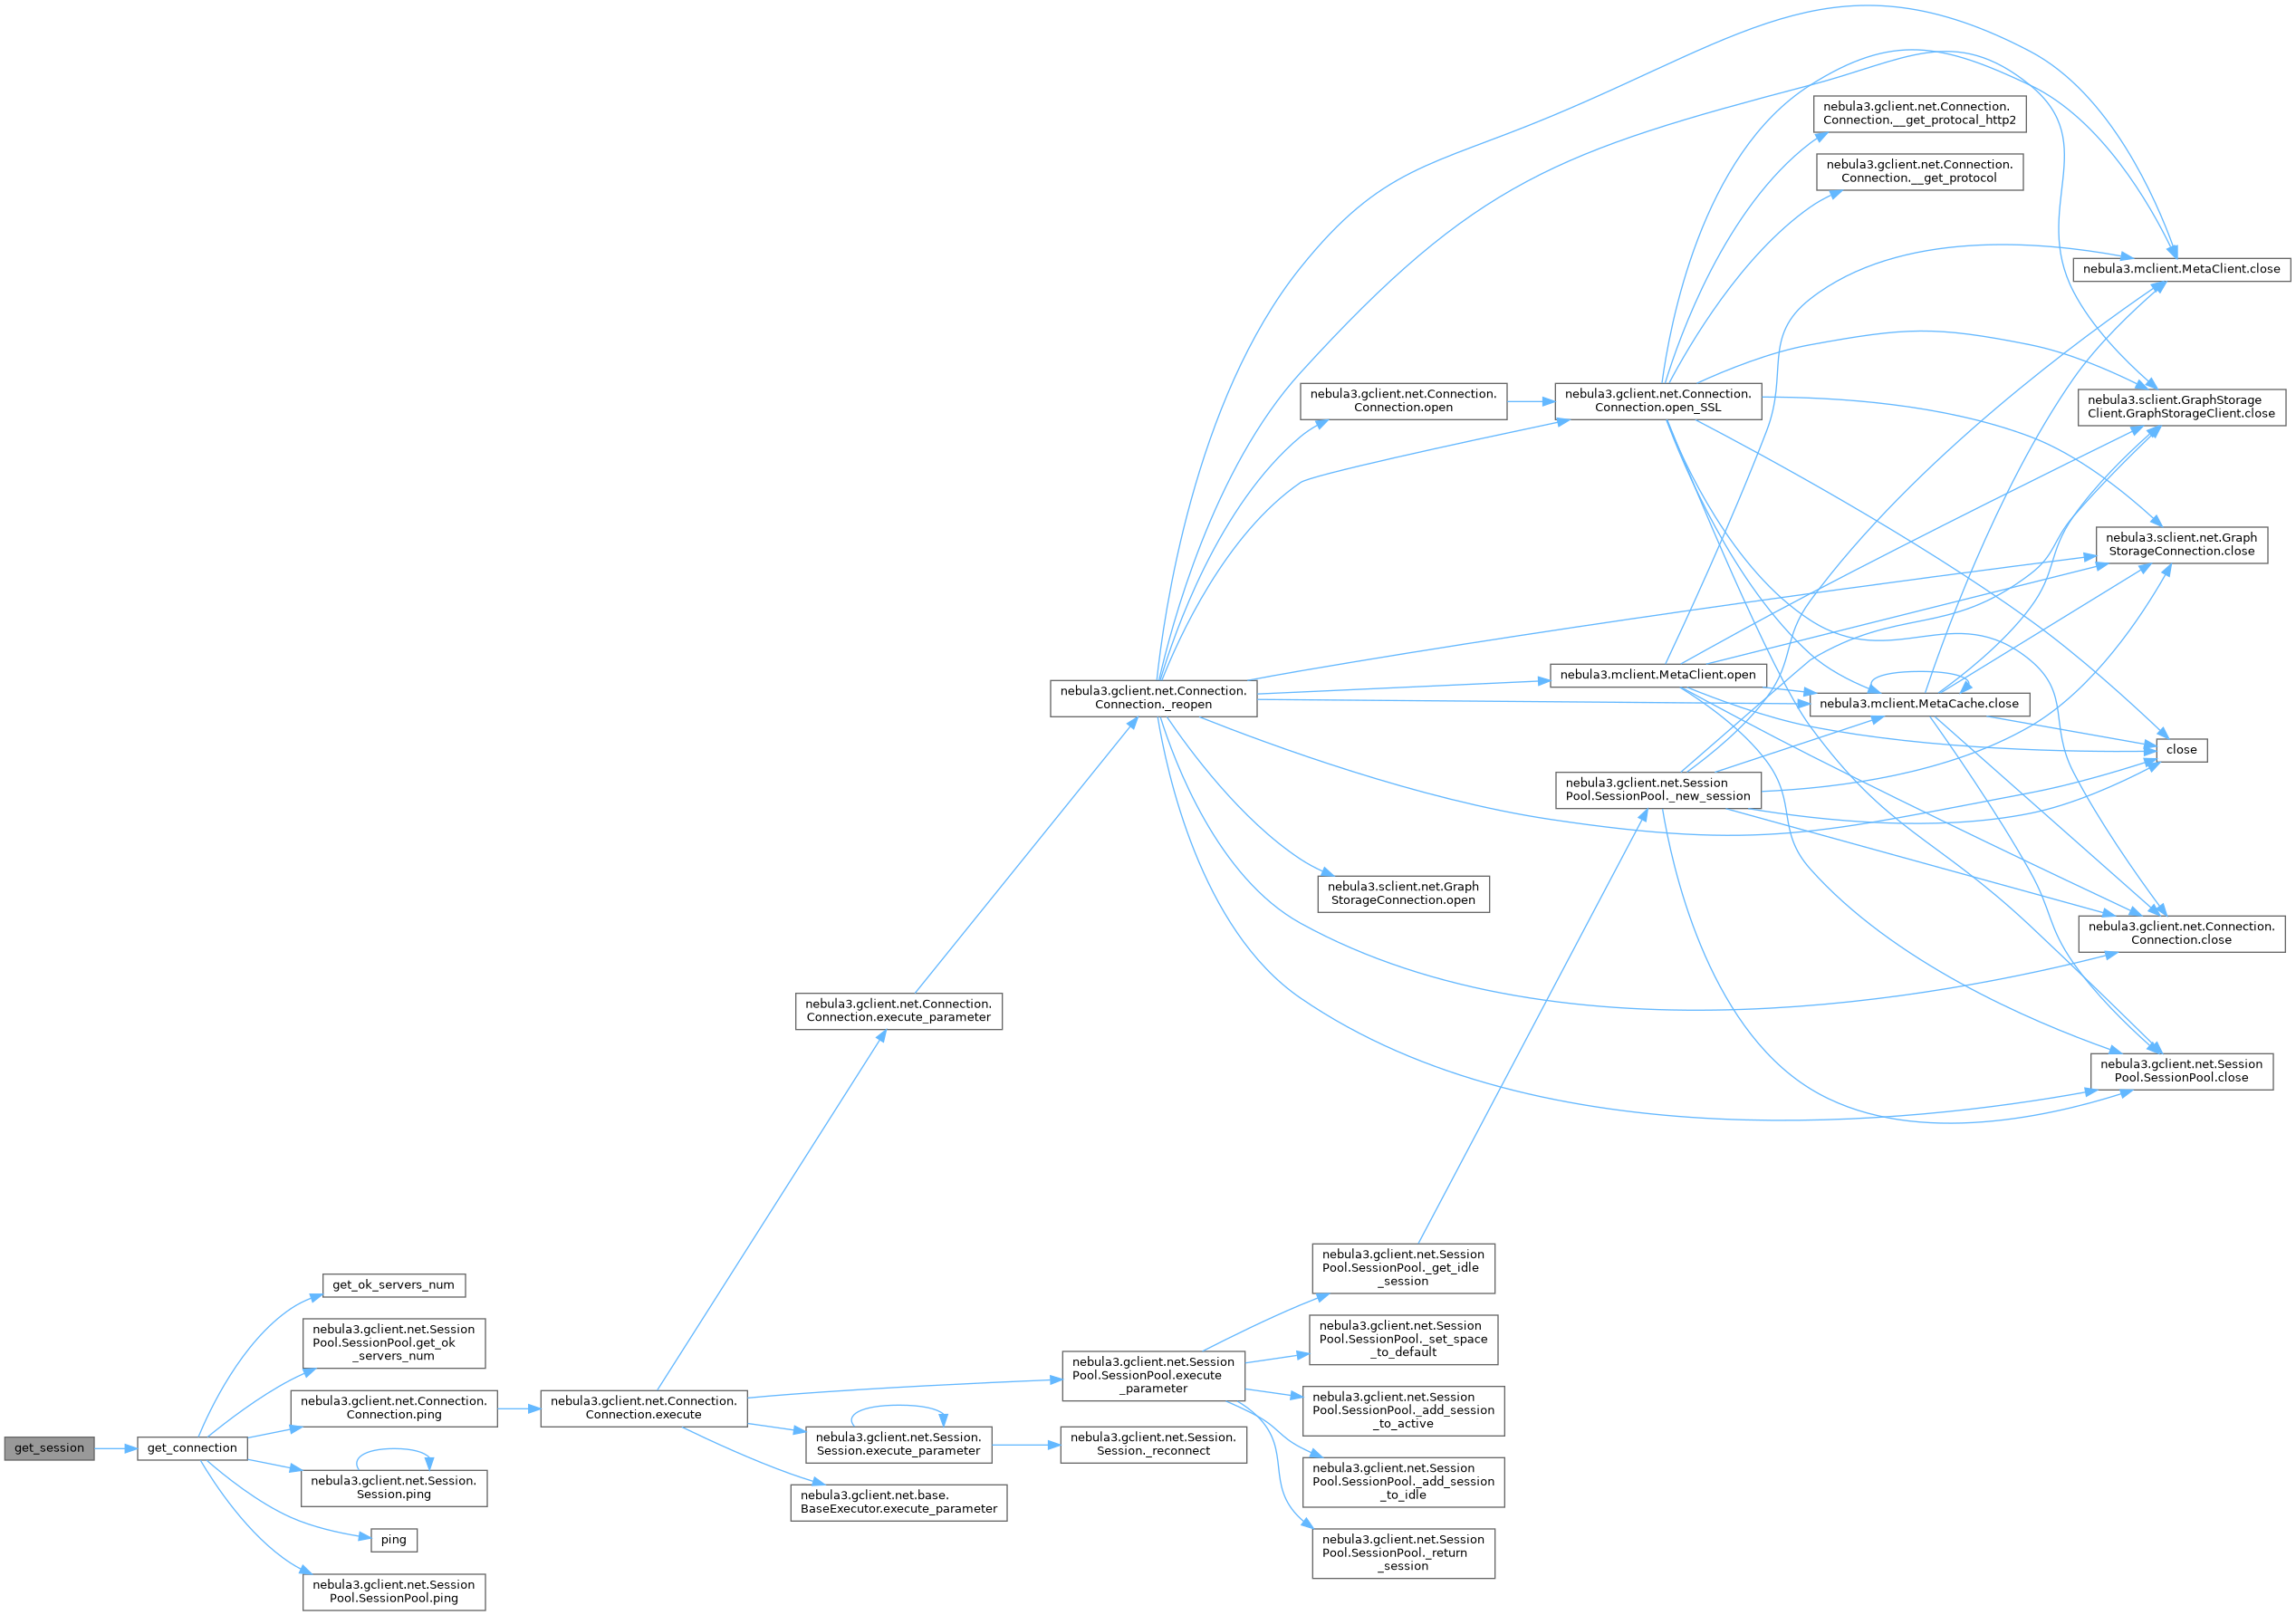 get_session
get_connection
get_ok_servers_num
nebula3.gclient.net.Session
Pool.SessionPool.get_ok
_servers_num
nebula3.gclient.net.Connection.
Connection.ping
nebula3.gclient.net.Session.
Session.ping
ping
nebula3.gclient.net.Session
Pool.SessionPool.ping
nebula3.gclient.net.Connection.
Connection.execute
nebula3.gclient.net.Connection.
Connection.execute_parameter
nebula3.gclient.net.Session.
Session.execute_parameter
nebula3.gclient.net.base.
BaseExecutor.execute_parameter
nebula3.gclient.net.Connection.
Connection._reopen
nebula3.gclient.net.Session
Pool.SessionPool.execute
_parameter
nebula3.gclient.net.Session.
Session._reconnect
nebula3.gclient.net.Connection.
Connection.open
nebula3.sclient.net.Graph
StorageConnection.open
nebula3.gclient.net.Session
Pool.SessionPool._get_idle
_session
nebula3.gclient.net.Session
Pool.SessionPool._set_space
_to_default
nebula3.gclient.net.Session
Pool.SessionPool._add_session
_to_active
nebula3.gclient.net.Session
Pool.SessionPool._add_session
_to_idle
nebula3.gclient.net.Session
Pool.SessionPool._return
_session
nebula3.gclient.net.Connection.
Connection.open_SSL
nebula3.mclient.MetaClient.open
nebula3.gclient.net.Session
Pool.SessionPool._new_session
nebula3.gclient.net.Connection.
Connection.__get_protocal_http2
nebula3.gclient.net.Connection.
Connection.__get_protocol
nebula3.mclient.MetaCache.close
nebula3.mclient.MetaClient.close
nebula3.sclient.GraphStorage
Client.GraphStorageClient.close
nebula3.sclient.net.Graph
StorageConnection.close
close
nebula3.gclient.net.Connection.
Connection.close
nebula3.gclient.net.Session
Pool.SessionPool.close